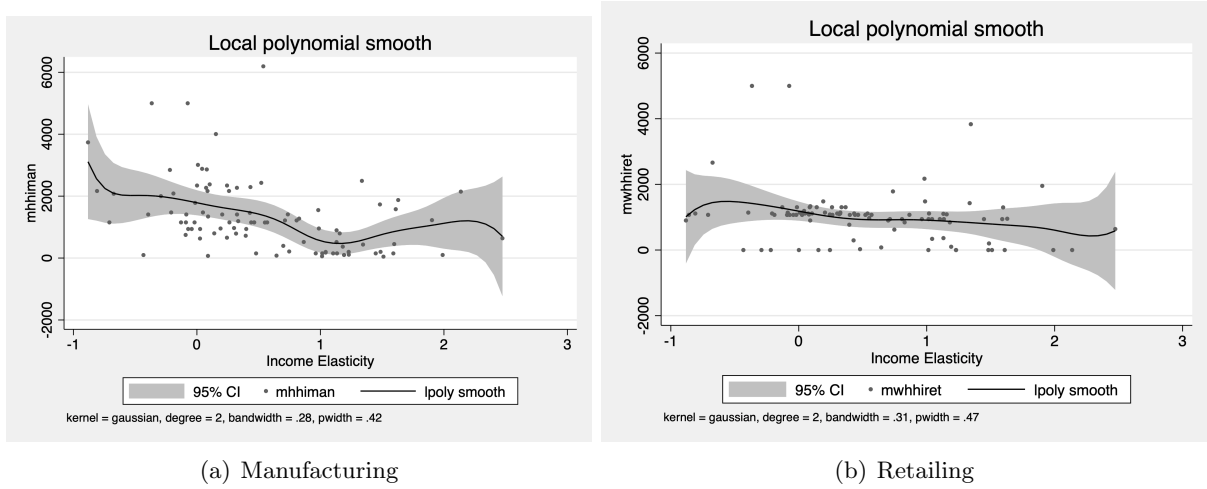 Local polynomial smooth
mhhiman
6000
4000
2000
0
-2000
-1 0 1 2 3
Income Elasticity
95% CI mhhiman lpoly smooth
kernel = gaussian, degree = 2, bandwidth = .28, pwidth = .42
(a) Manufacturing
Local polynomial smooth
mwhhiret
6000
4000
2000
0
-2000
-1 0 1 2 3
Income Elasticity
95% CI mwhhiret lpoly smooth
kernel = gaussian, degree = 2, bandwidth = .31, pwidth = .47
(b) Retailing